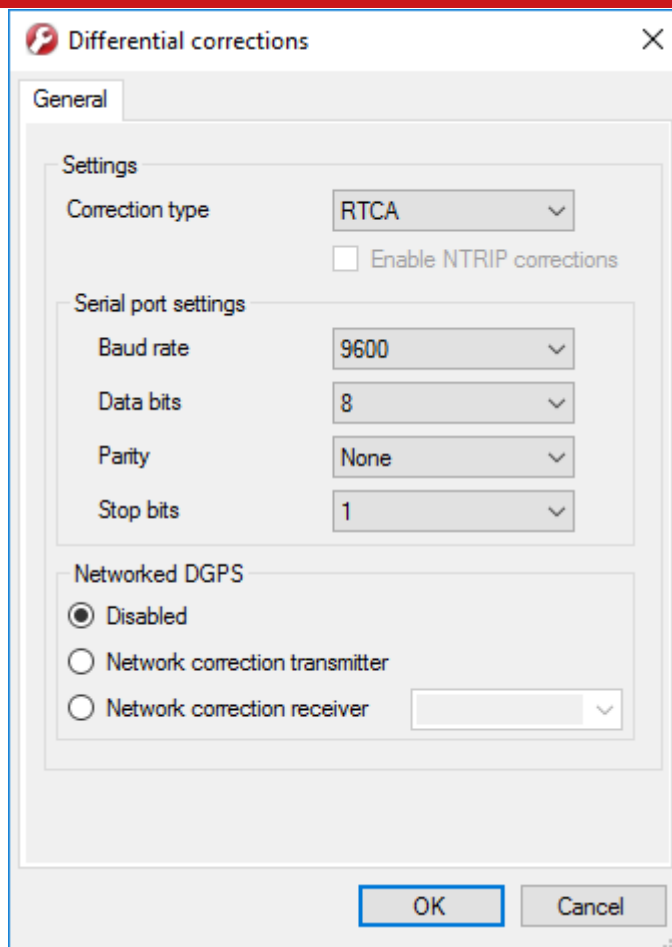 Differential corrections
General
Settings
Correction type RTCA
Enable NTRIP corrections
Serial port settings
Baud rate 9600
Data bits 8
Parity None
Stop bits 1
Networked DGPS
Disabled
Network correction transmitter
Network correction receiver
OK Cancel